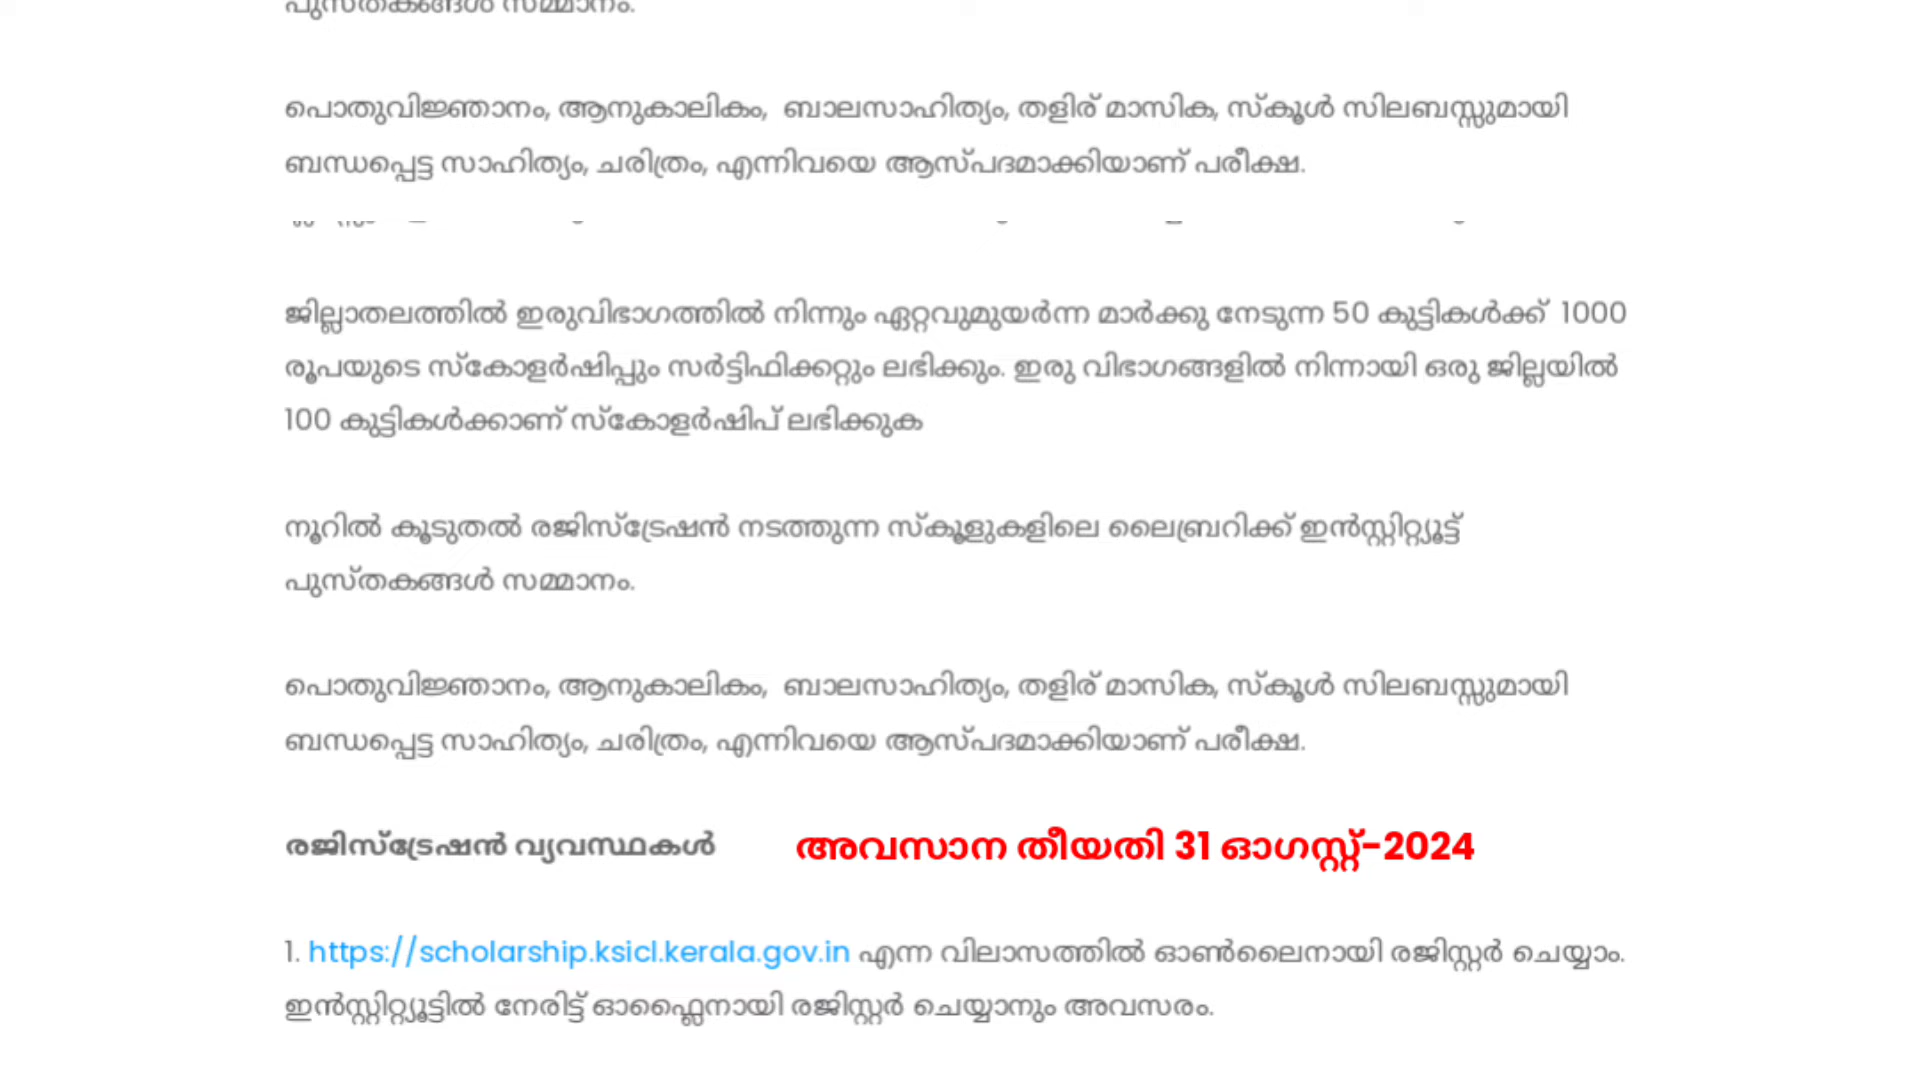 പുസ്തകങ്ങൾ സമ്മാനം.
പൊതുവിജ്ഞാനം, ആനുകാലികം, ബാലസാഹിത്യം, തളിര് മാസിക, സ്കൂൾ സിലബസ്സുമായി
ബന്ധപ്പെട്ട സാഹിത്യം, ചരിത്രം, എന്നിവയെ ആസ്പദമാക്കിയാണ് പരീക്ഷ.
ജില്ലാതലത്തിൽ ഇരുവിഭാഗത്തിൽ നിന്നും ഏറ്റവുമുയർന്ന മാർക്കു നേടുന്ന 50 കുട്ടികൾക്ക് 1000
രൂപയുടെ സ്കോളർഷിപ്പും സർട്ടിഫിക്കറ്റും ലഭിക്കും. ഇരു വിഭാഗങ്ങളിൽ നിന്നായി ഒരു ജില്ലയിൽ
100 കുട്ടികൾക്കാണ് സ്കോളർഷിപ് ലഭിക്കുക
നൂറിൽ കൂടുതൽ രജിസ്ട്രേഷൻ നടത്തുന്ന സ്കൂളുകളിലെ ലൈബ്രറിക്ക് ഇൻസ്റ്റിറ്റ്യൂട്ട്
പുസ്തകങ്ങൾ സമ്മാനം.
പൊതുവിജ്ഞാനം, ആനുകാലികം, ബാലസാഹിത്യം, തളിര് മാസിക, സ്കൂൾ സിലബസ്സുമായി
ബന്ധപ്പെട്ട സാഹിത്യം, ചരിത്രം, എന്നിവയെ ആസ്പദമാക്കിയാണ് പരീക്ഷ.
രജിസ്ട്രേഷൻ വ്യവസ്ഥകൾ അവസാന തീയതി 31 ഓഗസ്റ്റ്-2024
1. https://scholarship.ksicl.kerala.gov.in എന്ന വിലാസത്തിൽ ഓൺലൈനായി രജിസ്റ്റർ ചെയ്യാം.
ഇൻസ്റ്റിറ്റ്യൂട്ടിൽ നേരിട്ട് ഓഫ്ലൈനായി രജിസ്റ്റർ ചെയ്യാനും അവസരം.